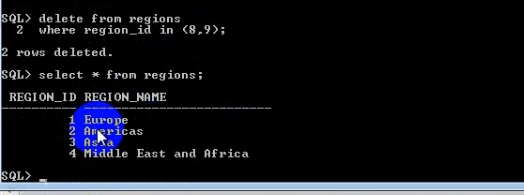 SQL> delete from regions
2 where region_id in (8,9);
2 rows deleted.
SQL> select * from regions;
REGION_ID REGION_NAME
1 Europe
2 Americas
3 Asia
4 Middle East and Africa
SQL>